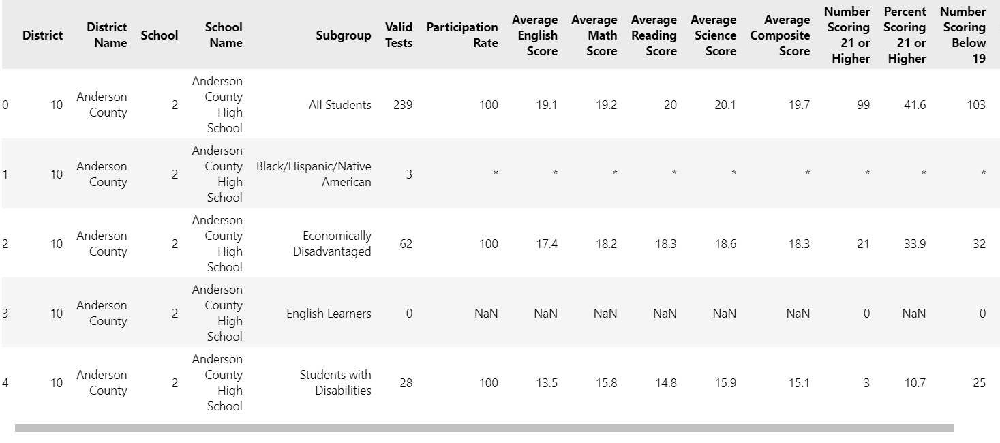 District District Name School School Name Subgroup Valid Tests Participation Rate Average English Score Average Math Score Average Reading Score Average Science Score Average Composite Score Number Scoring 21 or Higher Percent Scoring 21 or Higher Number Scoring Below 19
0 10 Anderson County 2 Anderson County High School All Students 239 100 19.1 19.2 20 20.1 19.7 99 41.6 103
1 10 Anderson County 2 Anderson County High School Black/Hispanic/Native American 3 * * * * * * * * *
2 10 Anderson County 2 Anderson County High School Economically Disadvantaged 62 100 17.4 18.2 18.3 18.6 18.3 21 33.9 32
3 10 Anderson County 2 Anderson County High School English Learners 0 NaN NaN NaN NaN NaN NaN 0 NaN 0
4 10 Anderson County 2 Anderson County High School Students with Disabilities 28 100 13.5 15.8 14.8 15.9 15.1 3 10.7 25